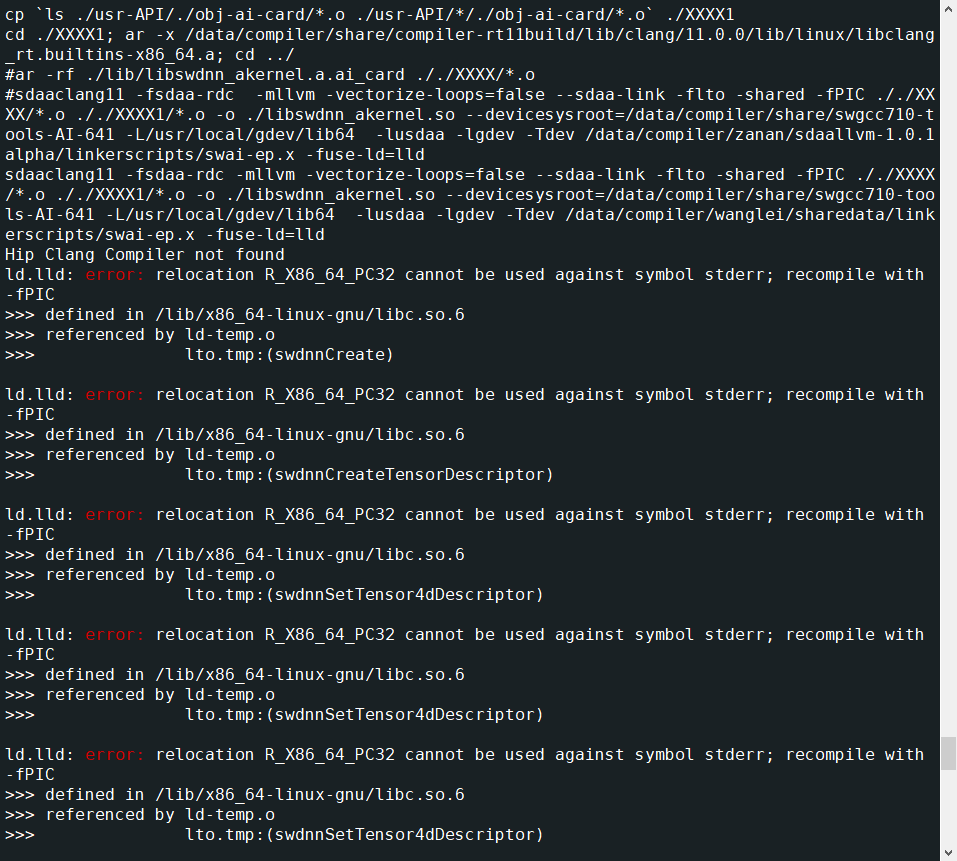 cp `ls ./usr-API/./obj-ai-card/*.o ./usr-API/*/./obj-ai-card/*.o` ./XXXX1
cd ./XXXX1; ar -x /data/compiler/share/compiler-rt11build/lib/clang/11.0.0/lib/linux/libclang
_rt.builtins-x86_64.a; cd ../
#ar -rf ./lib/libswdnn_akernel.a.ai_card ././XXXX/*.o
#sdaaclang11 -fsdaa-rdc  -mllvm -vectorize-loops=false --sdaa-link -flto -shared -fPIC ././XX
XX/*.o ././XXXX1/*.o -o ./libswdnn_akernel.so --devicesysroot=/data/compiler/share/swgcc710-t
ools-AI-641 -L/usr/local/gdev/lib64  -lusdaa -lgdev -Tdev /data/compiler/zanan/sdaallvm-1.0.1
alpha/linkerscripts/swai-ep.x -fuse-ld=lld
sdaaclang11 -fsdaa-rdc -mllvm -vectorize-loops=false --sdaa-link -flto -shared -fPIC ././XXXX
/*.o ././XXXX1/*.o -o ./libswdnn_akernel.so --devicesysroot=/data/compiler/share/swgcc710-too
ls-AI-641 -L/usr/local/gdev/lib64  -lusdaa -lgdev -Tdev /data/compiler/wanglei/sharedata/link
erscripts/swai-ep.x -fuse-ld=lld
Hip Clang Compiler not found
ld.lld: error: relocation R_X86_64_PC32 cannot be used against symbol stderr; recompile with
-fPIC
>>> defined in /lib/x86_64-linux-gnu/libc.so.6
>>> referenced by ld-temp.o
>>>               lto.tmp:(swdnnCreate)

ld.lld: error: relocation R_X86_64_PC32 cannot be used against symbol stderr; recompile with
-fPIC
>>> defined in /lib/x86_64-linux-gnu/libc.so.6
>>> referenced by ld-temp.o
>>>               lto.tmp:(swdnnCreateTensorDescriptor)

ld.lld: error: relocation R_X86_64_PC32 cannot be used against symbol stderr; recompile with
-fPIC
>>> defined in /lib/x86_64-linux-gnu/libc.so.6
>>> referenced by ld-temp.o
>>>               lto.tmp:(swdnnSetTensor4dDescriptor)

ld.lld: error: relocation R_X86_64_PC32 cannot be used against symbol stderr; recompile with
-fPIC
>>> defined in /lib/x86_64-linux-gnu/libc.so.6
>>> referenced by ld-temp.o
>>>               lto.tmp:(swdnnSetTensor4dDescriptor)

ld.lld: error: relocation R_X86_64_PC32 cannot be used against symbol stderr; recompile with
-fPIC
>>> defined in /lib/x86_64-linux-gnu/libc.so.6
>>> referenced by ld-temp.o
>>>               lto.tmp:(swdnnSetTensor4dDescriptor)